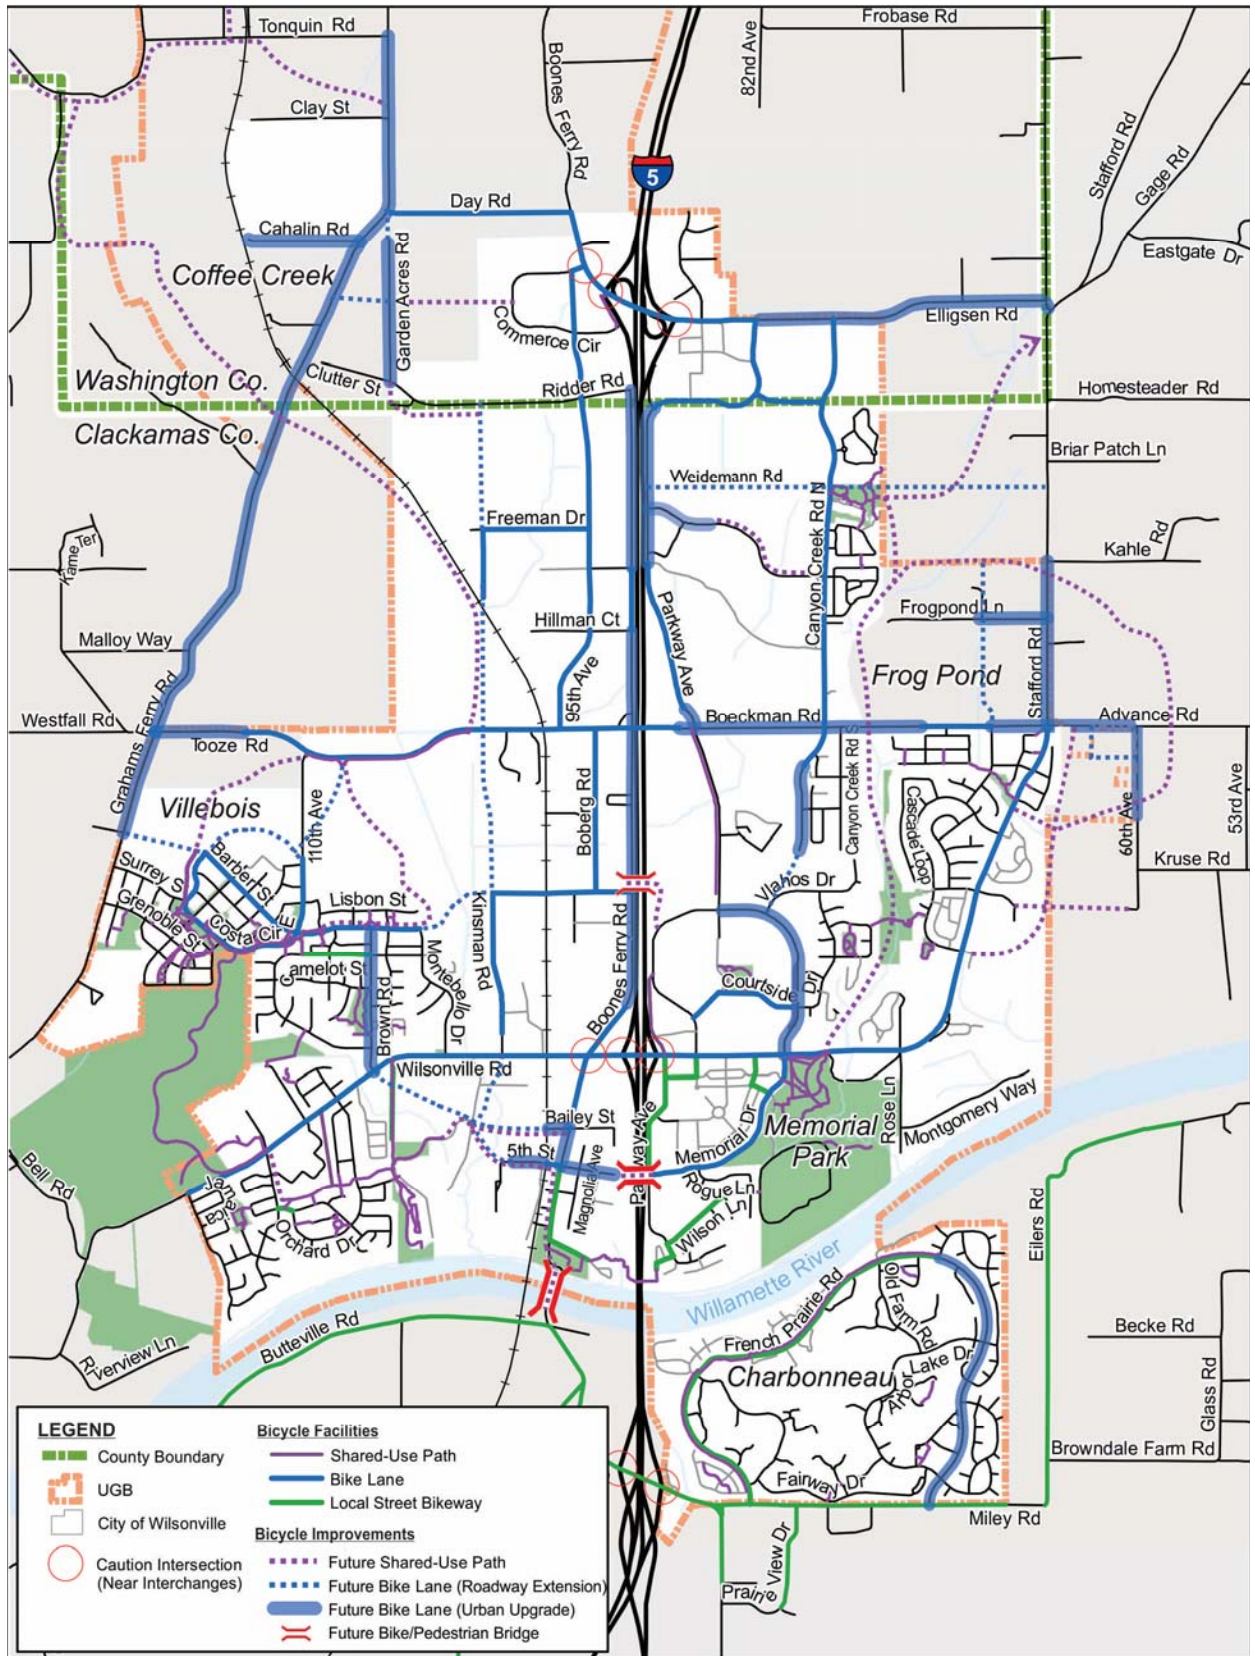 Tonquin Rd
Frobase Rd
82nd Ave
Boones Ferry Rd
Clay St
5
Stafford Rd
Gage Rd
Day Rd
Cahalin Rd
Eastgate Dr
Coffee Creek
Garden Acres Rd
Commerce Cir
Elligsen Rd
Washington Co.
Clutter St
Ridder Rd
Homesteader Rd
Clackamas Co.
Briar Patch Ln
Weidemann Rd
Canyon Creek Rd N
Freeman Dr
Kame Ter
Kahle Rd
Frogpond Ln
Hillman Ct
Parkway Ave
Malloy Way
Stafford Rd
Frog Pond
Grahams Ferry Rd
95th Ave
Westfall Rd
Tooze Rd
Boeckman Rd
Advance Rd
Canyon Creek Rd S
Villebois
110th Ave
Boberg Rd
Cascade Loop
60th Ave
53rd Ave
Surrey St
Barber St
Kruse Rd
Grenoble St
Costa Cir E
Lisbon St
Vlahos Dr
Kinsman Rd
Boones Ferry Rd
Camelot St
Montebello Dr
Brown Rd
Courtside Dr
Wilsonville Rd
Rose Ln
Montgomery Way
Bailey St
Parkway Ave
Memorial Dr
Memorial
Park
5th St
Magnolia Ave
Bell Rd
Jamaica
Rogue Ln
Wilson Ln
Orchard Dr
Eilers Rd
Willamette River
Butteville Rd
French Prairie Rd
Old Farm Rd
Becke Rd
Riverview Ln
Charbonneau
Arbor Lake Dr
Glass Rd
Browndale Farm Rd
Fairway Dr
Miley Rd
Prairie View Dr
LEGEND
County Boundary
UGB
City of Wilsonville
Caution Intersection
(Near Interchanges)
Bicycle Facilities
Shared-Use Path
Bike Lane
Local Street Bikeway
Bicycle Improvements
Future Shared-Use Path
Future Bike Lane (Roadway Extension)
Future Bike Lane (Urban Upgrade)
Future Bike/Pedestrian Bridge